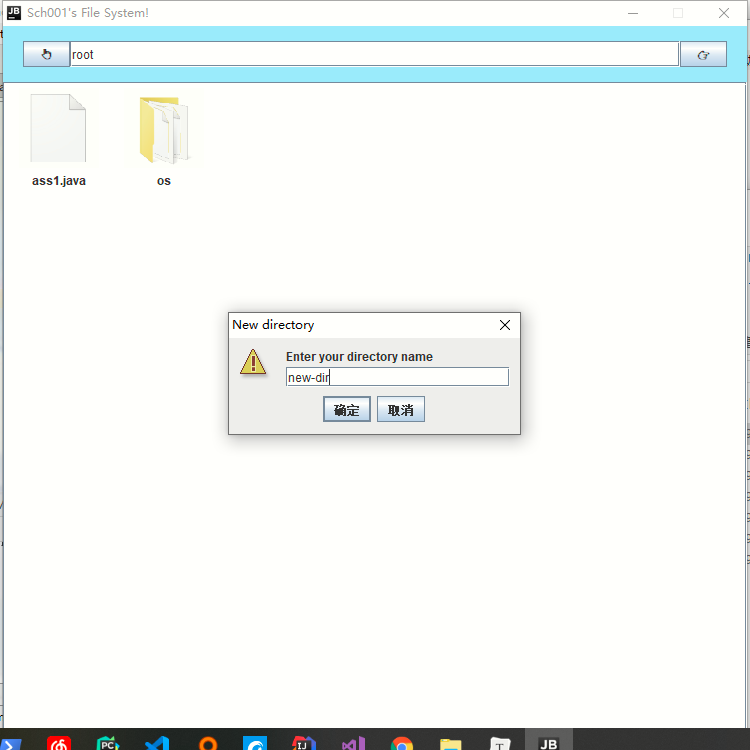 JB Sch001's File System!
root
ass1.java
os
New directory
Enter your directory name
new-dir
确定 取消
PC IJ T JB